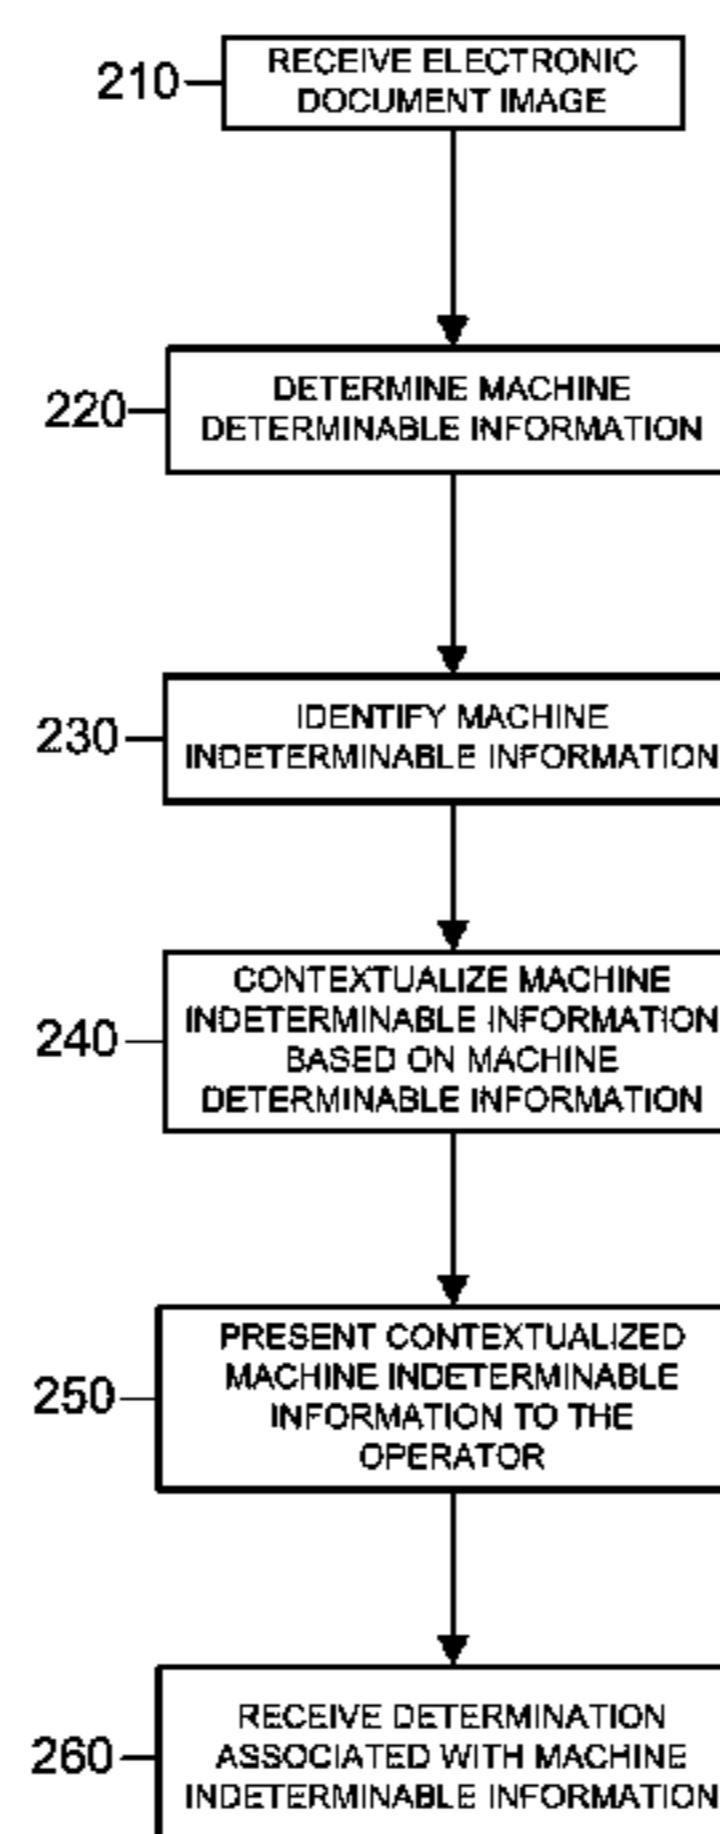 210
RECEIVE ELECTRONIC
DOCUMENT IMAGE
220
DETERMINE MACHINE
DETERMINABLE INFORMATION
230
IDENTIFY MACHINE
INDETERMINABLE INFORMATION
240
CONTEXTUALIZE MACHINE
INDETERMINABLE INFORMATION
BASED ON MACHINE
DETERMINABLE INFORMATION
250
PRESENT CONTEXTUALIZED
MACHINE INDETERMINABLE
INFORMATION TO THE
OPERATOR
260
RECEIVE DETERMINATION
ASSOCIATED WITH MACHINE
INDETERMINABLE INFORMATION